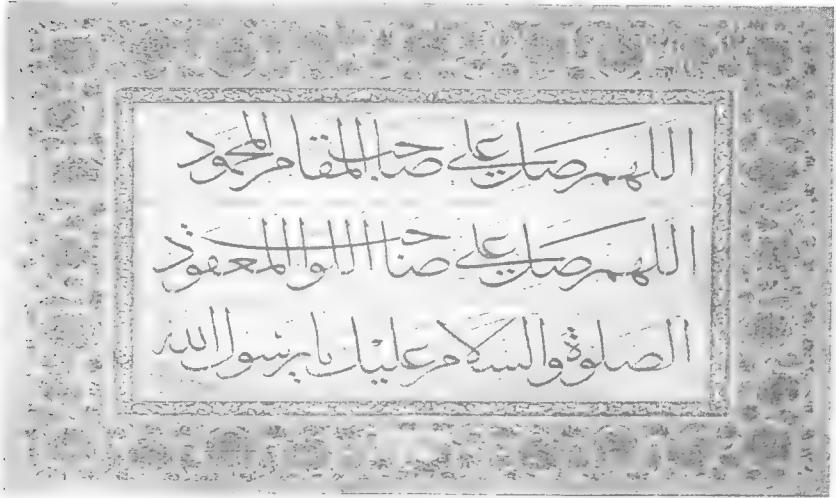 اللهم صل على صاحب المقام المحمود
اللهم صل على صاحب اللوا المعقود
الصلوة والسلام عليك يا رسول الله